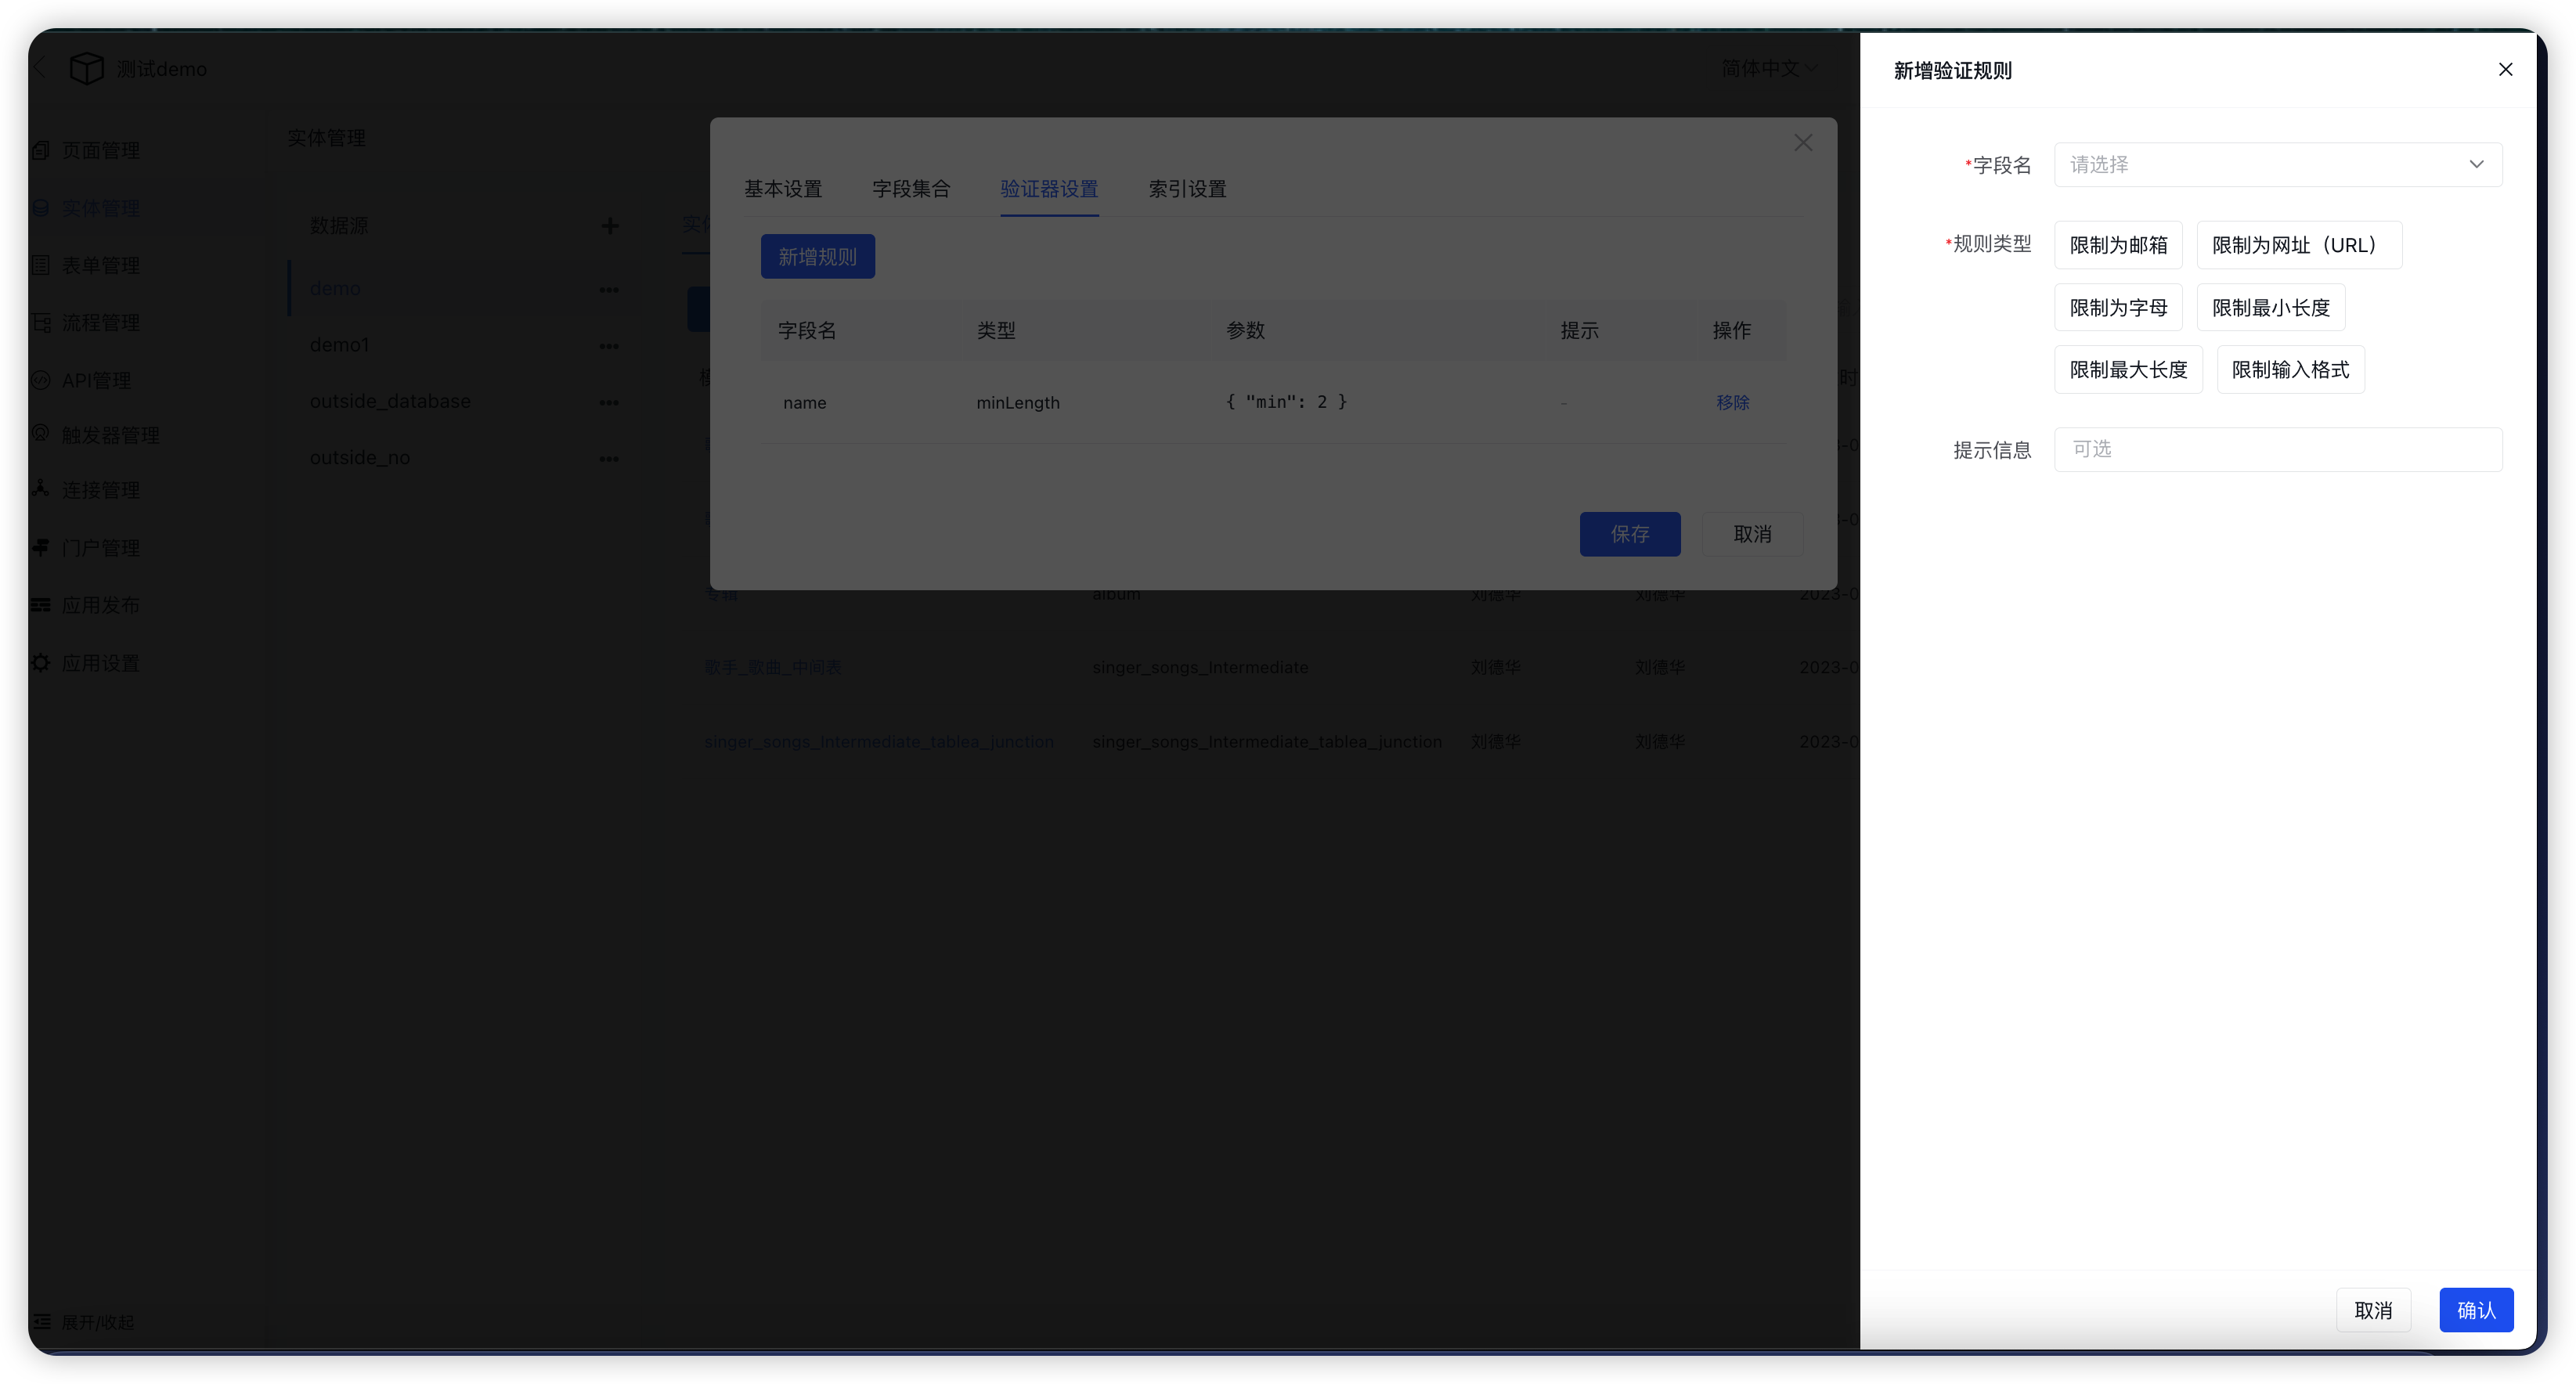 测试demo
简体中文
页面管理
实体管理
表单管理
流程管理
API管理
触发器管理
连接管理
门户管理
应用发布
应用设置
展开/收起
实体管理
数据源
demo
demo1
outside_database
outside_no
基本设置 字段集合 验证器设置 索引设置
新增规则
字段名 类型 参数 提示 操作
name minLength { "min": 2 } - 移除
保存 取消
专辑 album 刘德华 刘德华 2023-0
歌手_歌曲_中间表 singer_songs_Intermediate 刘德华 刘德华 2023-0
singer_songs_Intermediate_tablea_junction singer_songs_Intermediate_tablea_junction 刘德华 刘德华 2023-0
新增验证规则
*字段名 请选择
*规则类型 限制为邮箱 限制为网址（URL）
限制为字母 限制最小长度
限制最大长度 限制输入格式
提示信息 可选
取消 确认